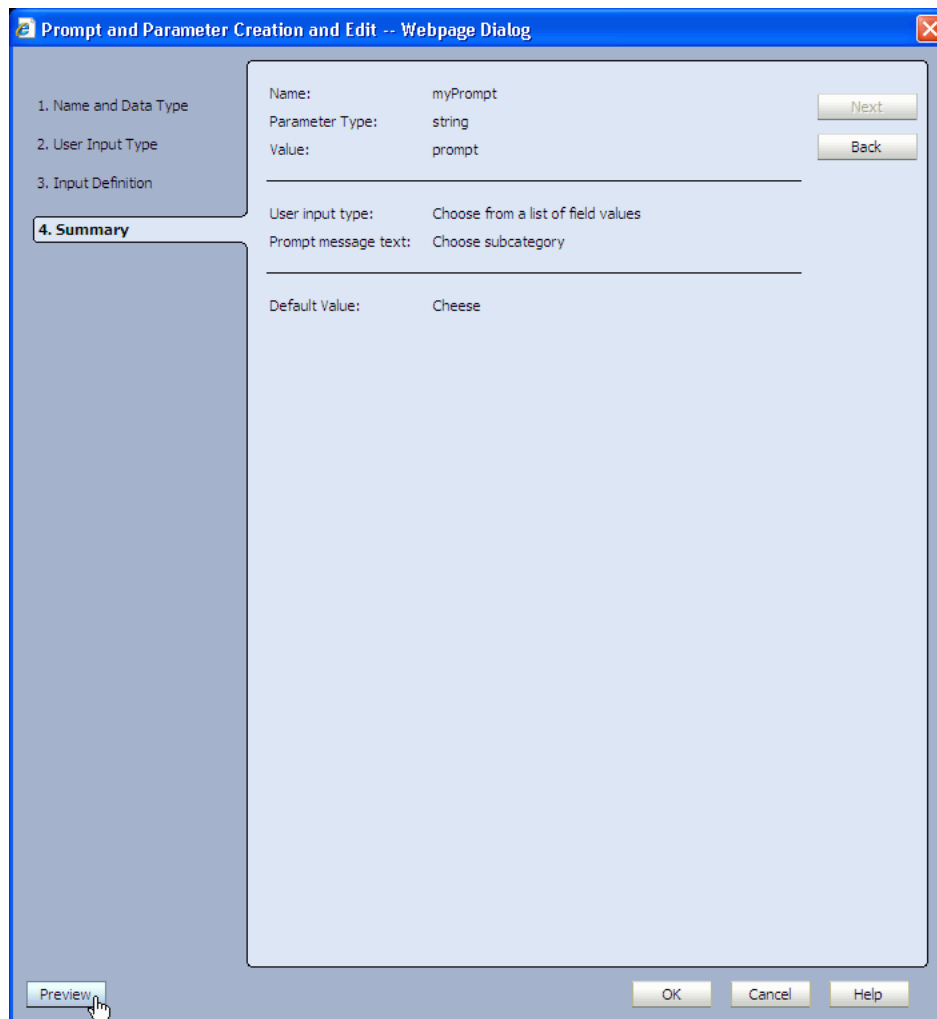 Prompt and Parameter Creation and Edit -- Webpage Dialog
1. Name and Data Type
2. User Input Type
3. Input Definition
4. Summary
Name: myPrompt
Parameter Type: string
Value: prompt
User input type: Choose from a list of field values
Prompt message text: Choose subcategory
Default Value: Cheese
Next
Back
Preview
OK Cancel Help